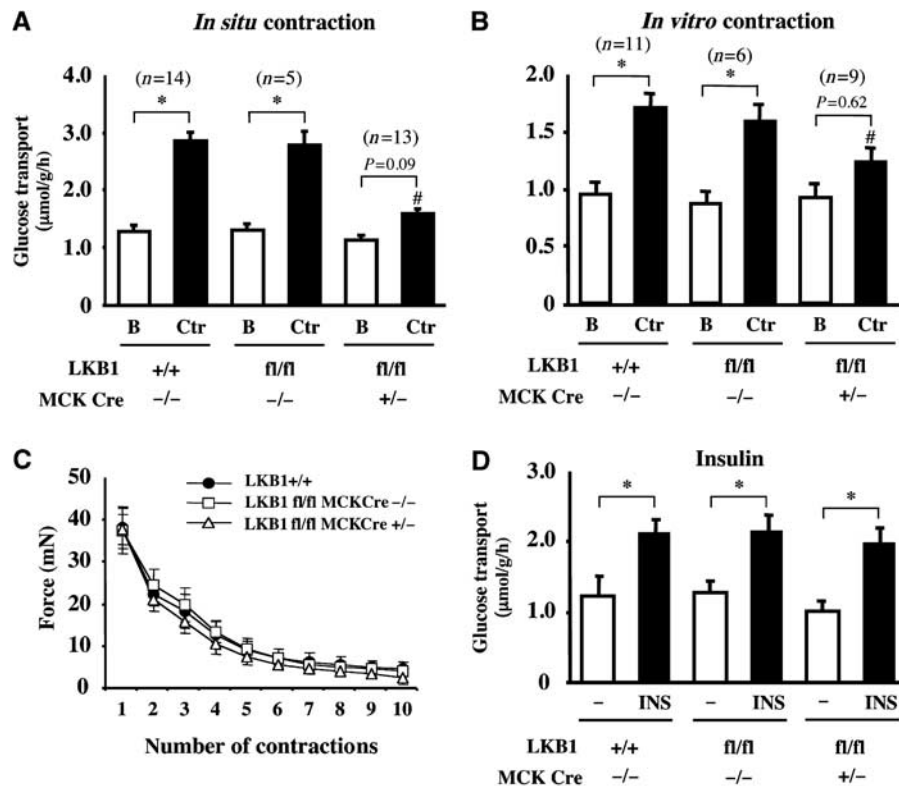 A
In situ contraction
Glucose transport
(µmol/g/h)
4.0
3.0
2.0
1.0
0
(n=14)
*
(n=5)
*
(n=13)
P=0.09
#
B Ctr B Ctr B Ctr
LKB1 +/+ fl/fl fl/fl
MCK Cre −/− −/− +/−
B
In vitro contraction
2.0
1.5
1.0
0.5
0
(n=11)
*
(n=6)
*
(n=9)
P=0.62
#
Glucose transport
(µmol/g/h)
B Ctr B Ctr B Ctr
LKB1 +/+ fl/fl fl/fl
MCK Cre −/− −/− +/−
C
Force (mN)
50
40
30
20
10
0
LKB1+/+
LKB1 fl/fl MCKCre −/−
LKB1 fl/fl MCKCre +/−
1 2 3 4 5 6 7 8 9 10
Number of contractions
D
Insulin
Glucose transport
(µmol/g/h)
2.0
1.0
0
*
*
*
– INS – INS – INS
LKB1 +/+ fl/fl fl/fl
MCK Cre −/− −/− +/−